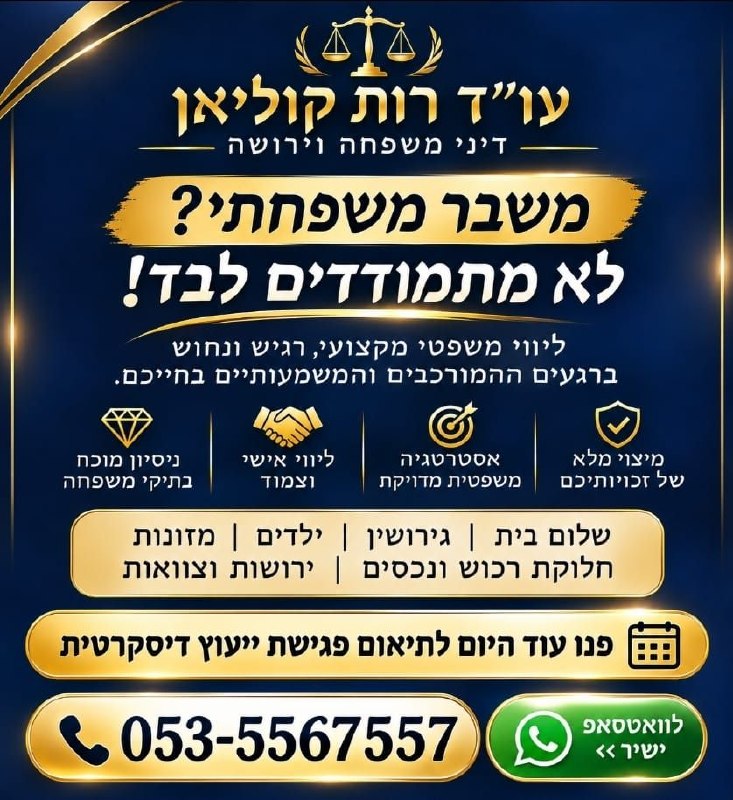 עו״ד רות קוליאן
דיני משפחה וירושה
משבר משפחתי?
לא מתמודדים לבד!
ליווי משפטי מקצועי, רגיש ונחוש
ברגעים ההמורכבים והמשמעותיים בחייכם.
מיצוי מלא
של זכויותיכם
אסטרטגיה
משפטית מדויקת
ליווי אישי
וצמוד
ניסיון מוכח
בתיקי משפחה
שלום בית | גירושין | ילדים | מזונות
חלוקת רכוש ונכסים | ירושות וצוואות
פנו עוד היום לתיאום פגישת ייעוץ דיסקרטית
053-5567557
לוואטסאפ
ישיר >>